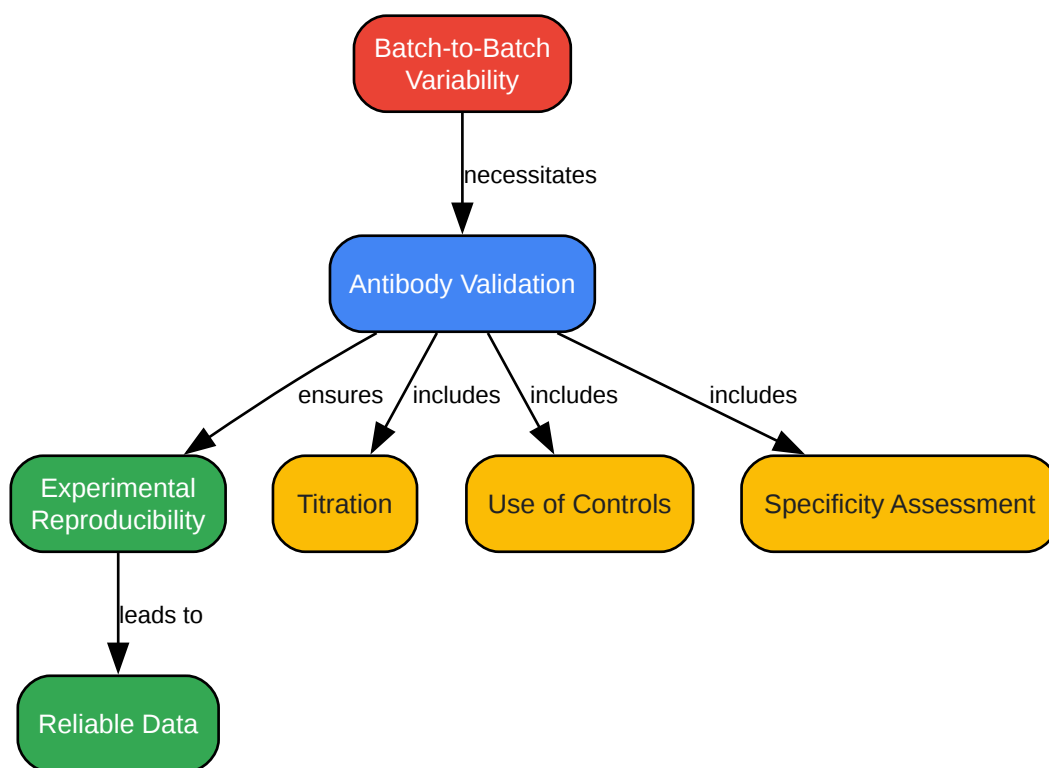 Batch-to-Batch
Variability
necessitates
Antibody Validation
ensures
includes
includes
includes
Experimental
Reproducibility
Titration
Use of Controls
Specificity Assessment
leads to
Reliable Data